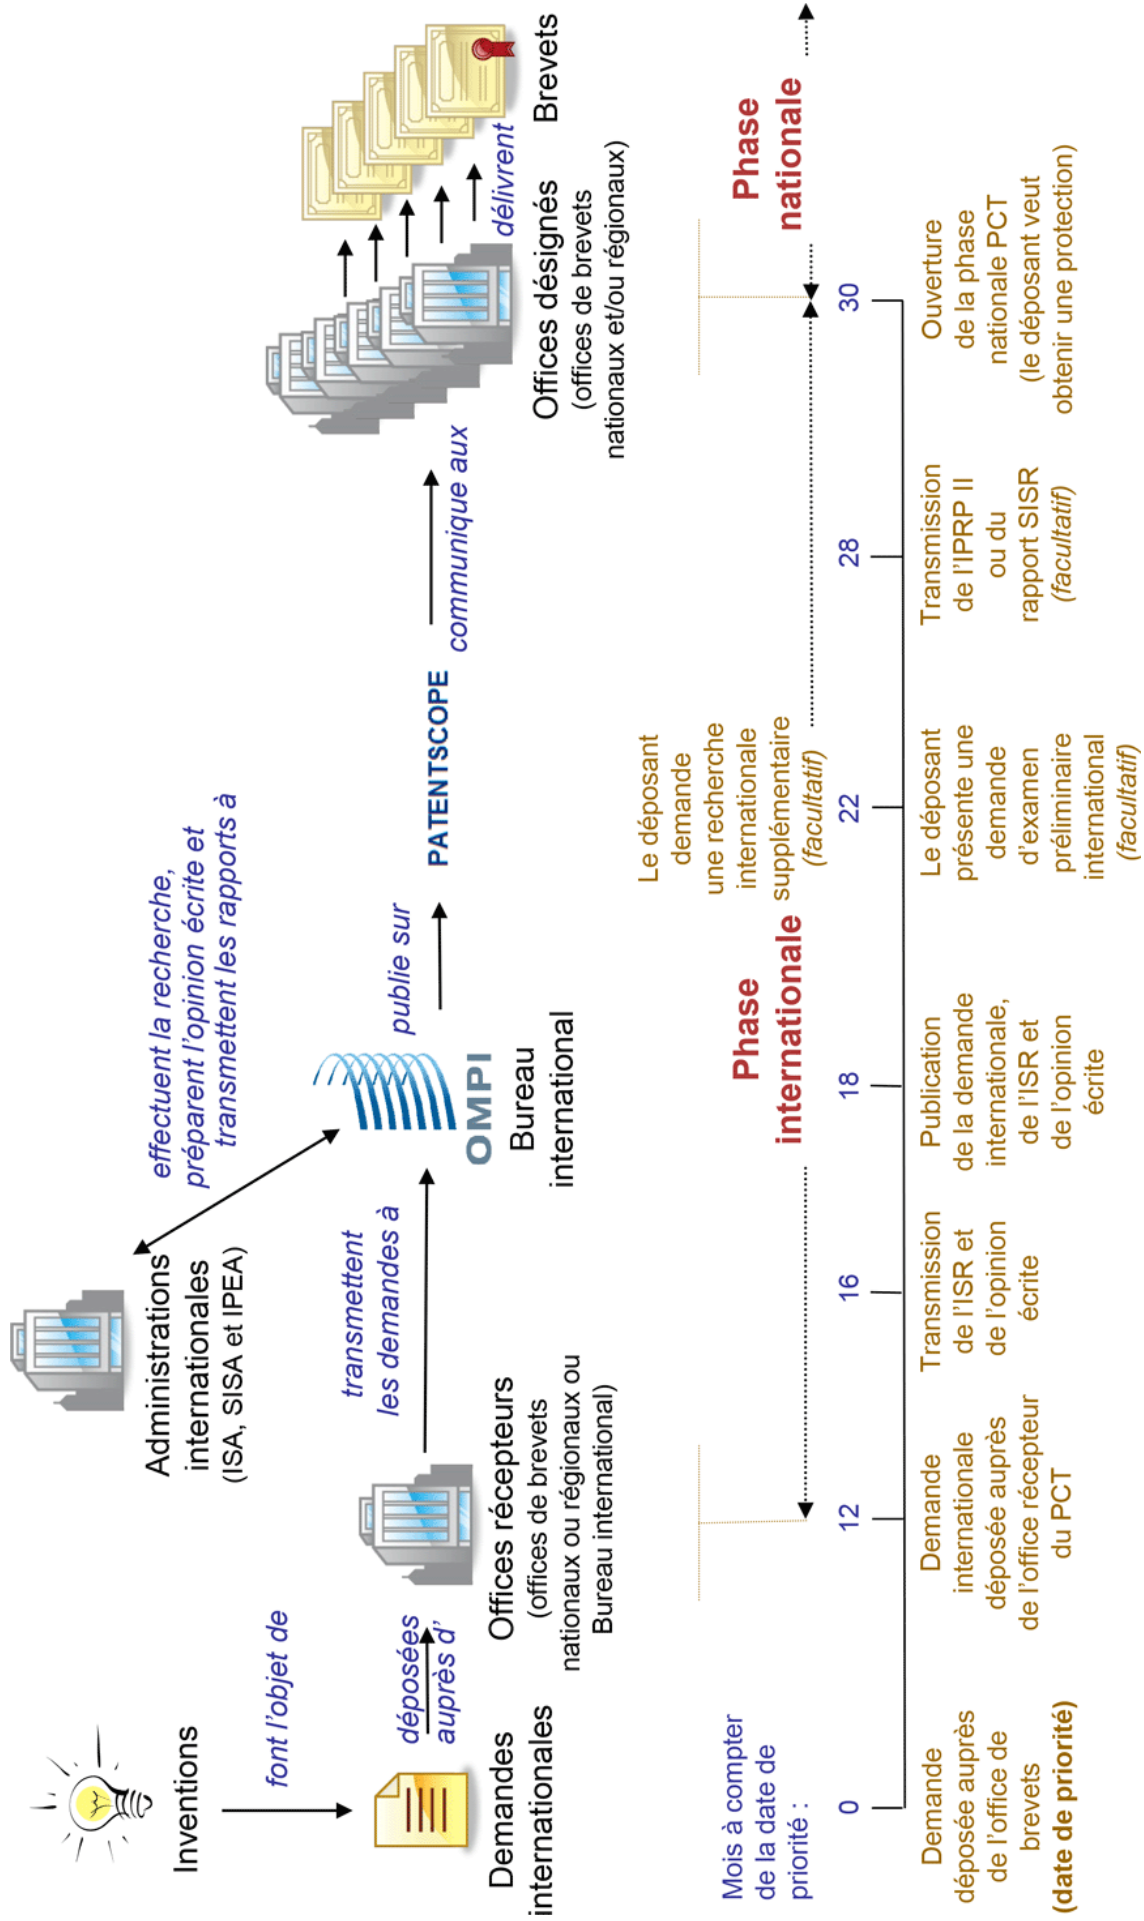 Inventions
font l'objet de
Demandes
internationales
déposées
auprès d'
Offices récepteurs
(offices de brevets
nationaux ou régionaux ou
Bureau international)
transmettent
les demandes à
Administrations
internationales
(ISA, SISA et IPEA)
effectuent la recherche,
préparent l'opinion écrite et
transmettent les rapports à
OMPI
Bureau
international
publie sur
PATENTSCOPE
communique aux
Offices désignés
(offices de brevets
nationaux et/ou régionaux)
délivrent
Brevets
Mois à compter
de la date de
priorité :
Phase
internationale
Le déposant
demande
une recherche
internationale
supplémentaire
(facultatif)
Phase
nationale
0
12
16
18
22
28
30
Demande
déposée auprès
de l'office de
brevets
(date de priorité)
Demande
internationale
déposée auprès
de l'office récepteur
du PCT
Transmission
de l'ISR et
de l'opinion
écrite
Publication
de la demande
internationale,
de l'ISR et
de l'opinion
écrite
Le déposant
présente une
demande
d'examen
préliminaire
international
(facultatif)
Transmission
de l'IPRP II
ou du
rapport SISR
(facultatif)
Ouverture
de la phase
nationale PCT
(le déposant veut
obtenir une protection)